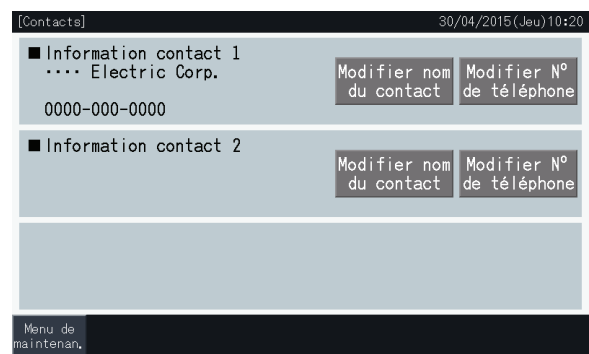 [Contacts] 30/04/2015(Jeu)10:20
■Information contact 1
···· Electric Corp.
0000-000-0000
Modifier nom
du contact
Modifier N°
de téléphone
■Information contact 2
Modifier nom
du contact
Modifier N°
de téléphone
Menu de
maintenan.